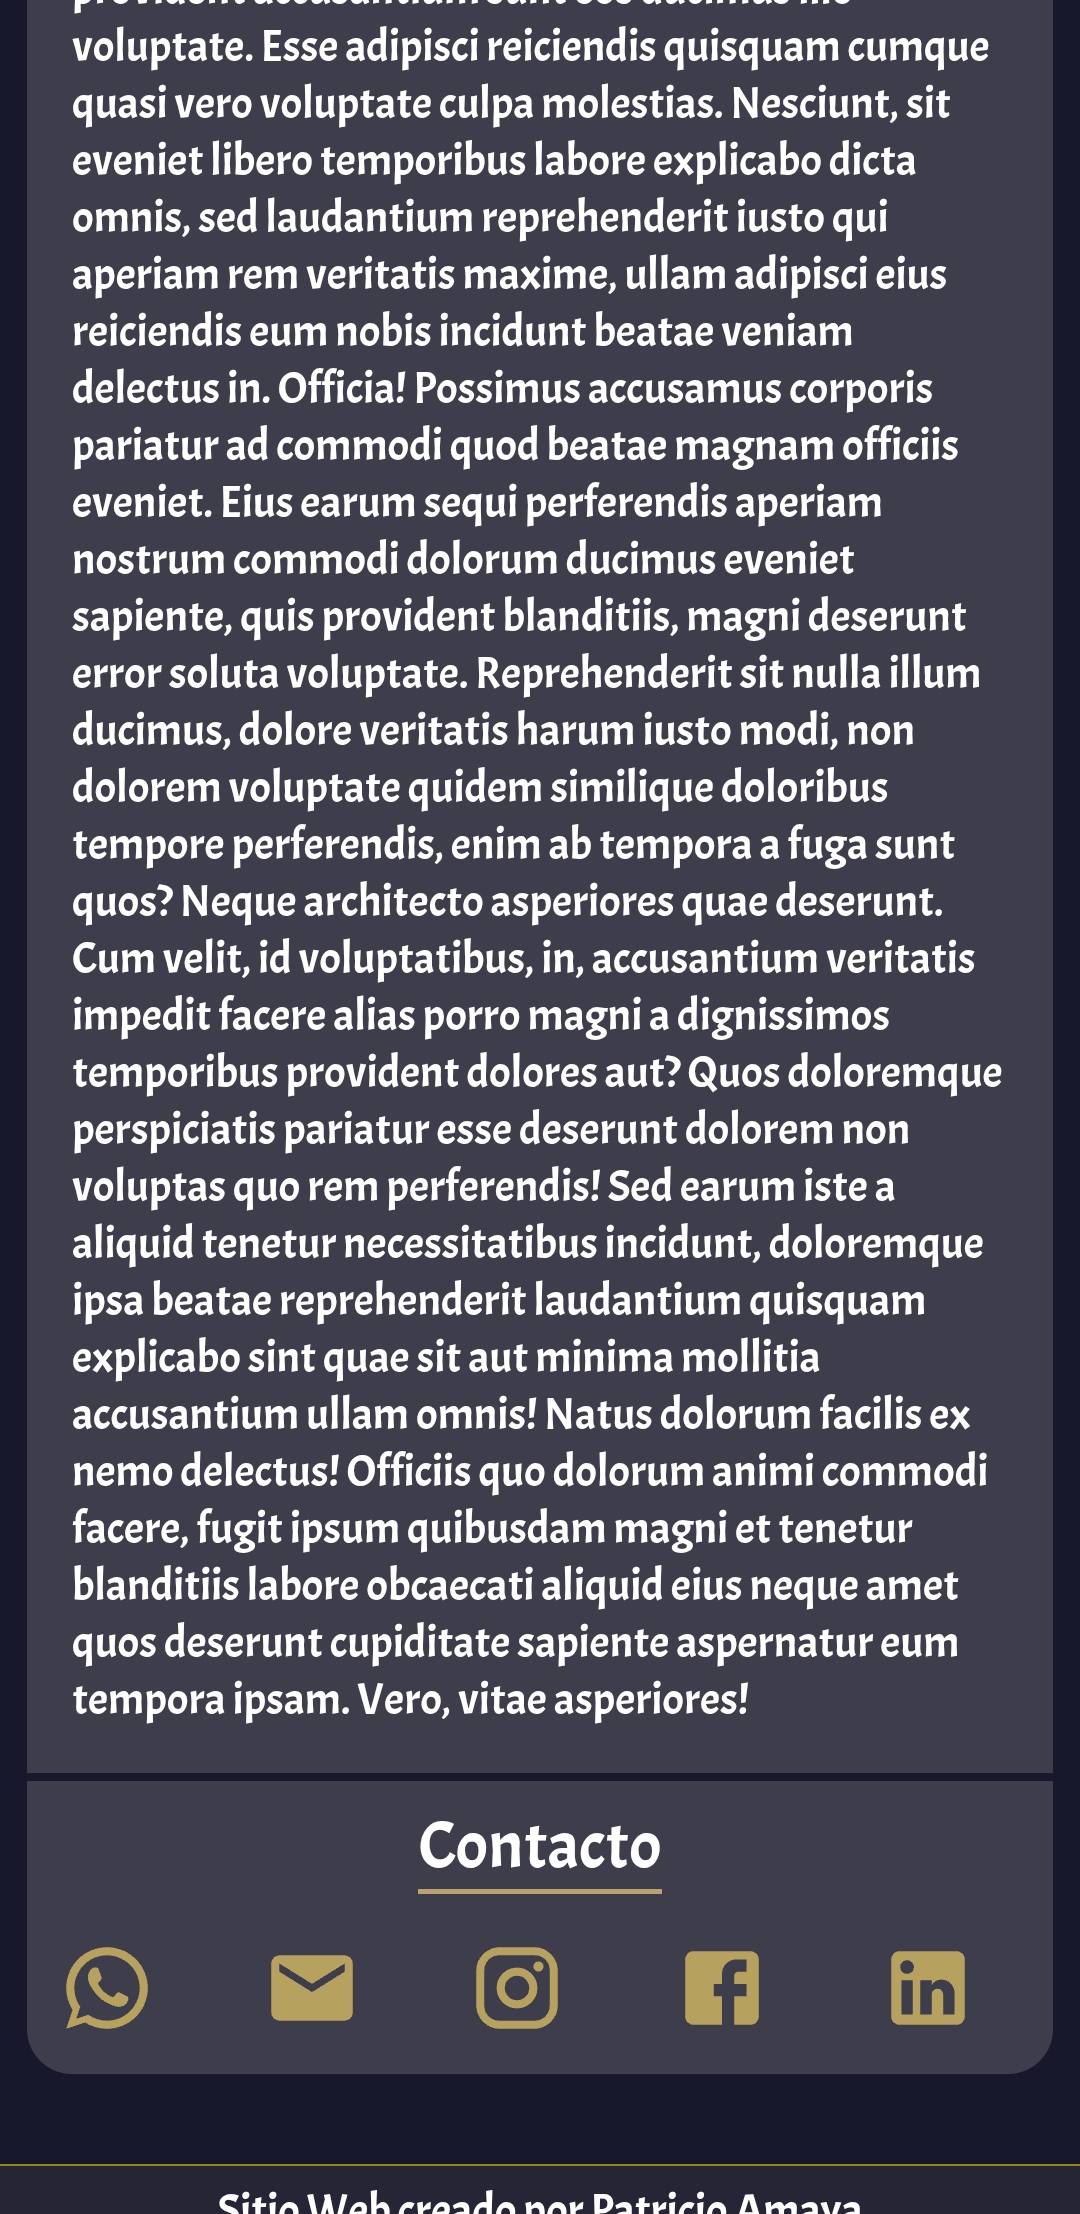 provident accusantium sunt eos ducimus illo
voluptate. Esse adipisci reiciendis quisquam cumque
quasi vero voluptate culpa molestias. Nesciunt, sit
eveniet libero temporibus labore explicabo dicta
omnis, sed laudantium reprehenderit iusto qui
aperiam rem veritatis maxime, ullam adipisci eius
reiciendis eum nobis incidunt beatae veniam
delectus in. Officia! Possimus accusamus corporis
pariatur ad commodi quod beatae magnam officiis
eveniet. Eius earum sequi perferendis aperiam
nostrum commodi dolorum ducimus eveniet
sapiente, quis provident blanditiis, magni deserunt
error soluta voluptate. Reprehenderit sit nulla illum
ducimus, dolore veritatis harum iusto modi, non
dolorem voluptate quidem similique doloribus
tempore perferendis, enim ab tempora a fuga sunt
quos? Neque architecto asperiores quae deserunt.
Cum velit, id voluptatibus, in, accusantium veritatis
impedit facere alias porro magni a dignissimos
temporibus provident dolores aut? Quos doloremque
perspiciatis pariatur esse deserunt dolorem non
voluptas quo rem perferendis! Sed earum iste a
aliquid tenetur necessitatibus incidunt, doloremque
ipsa beatae reprehenderit laudantium quisquam
explicabo sint quae sit aut minima mollitia
accusantium ullam omnis! Natus dolorum facilis ex
nemo delectus! Officiis quo dolorum animi commodi
facere, fugit ipsum quibusdam magni et tenetur
blanditiis labore obcaecati aliquid eius neque amet
quos deserunt cupiditate sapiente aspernatur eum
tempora ipsam. Vero, vitae asperiores!
Contacto
Sitio Web creado por Patricio Amaya